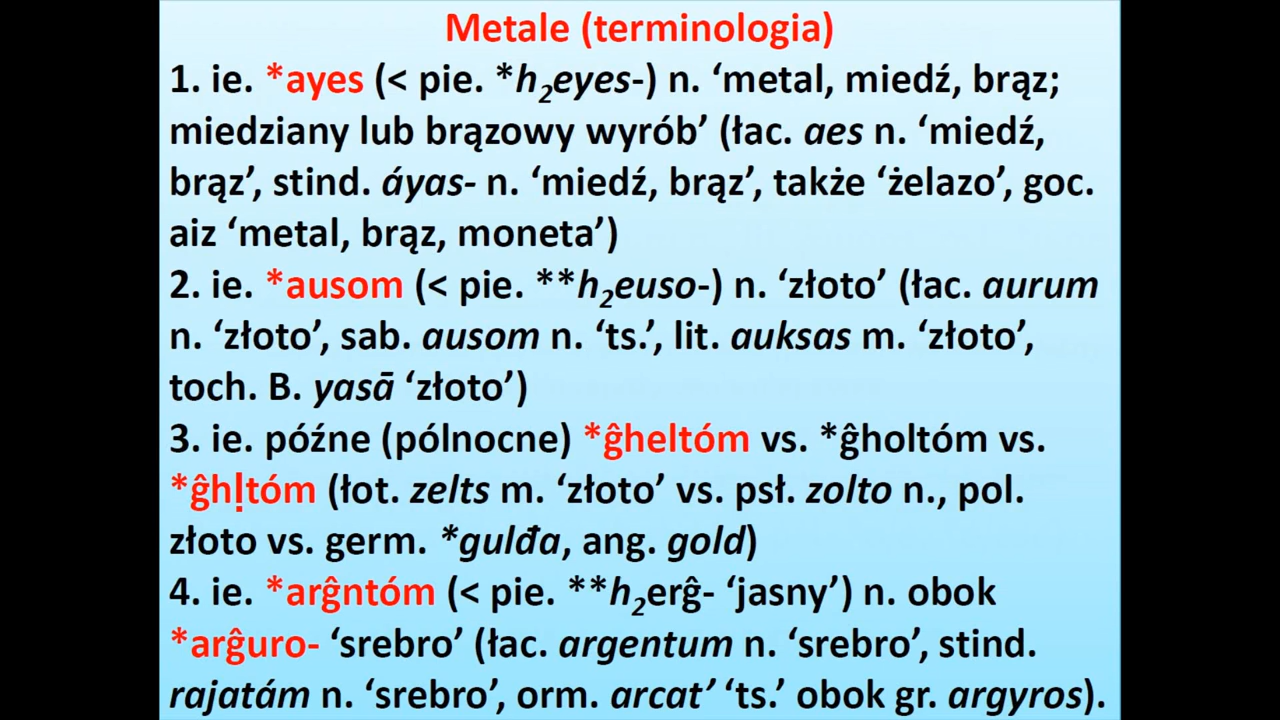 Metale (terminologia)
1. ie. *ayes (< pie. *h₂eyes-) n. ‘metal, miedź, brąz;
miedziany lub brązowy wyrób’ (łac. aes n. ‘miedź,
brąz’, stind. áyas- n. ‘miedź, brąz’, także ‘żelazo’, goc.
aiz ‘metal, brąz, moneta’)
2. ie. *ausom (< pie. **h₂euso-) n. ‘złoto’ (łac. aurum
n. ‘złoto’, sab. ausom n. ‘ts.’, lit. auksas m. ‘złoto’,
toch. B. yasā ‘złoto’)
3. ie. późne (pólnocne) *ĝheltóm vs. *ĝholtóm vs.
*ĝhḷtóm (łot. zelts m. ‘złoto’ vs. psł. zolto n., pol.
złoto vs. germ. *gulđa, ang. gold)
4. ie. *arĝntóm (< pie. **h₂erĝ- ‘jasny’) n. obok
*arĝuro- ‘srebro’ (łac. argentum n. ‘srebro’, stind.
rajatám n. ‘srebro’, orm. arcat’ ‘ts.’ obok gr. argyros).